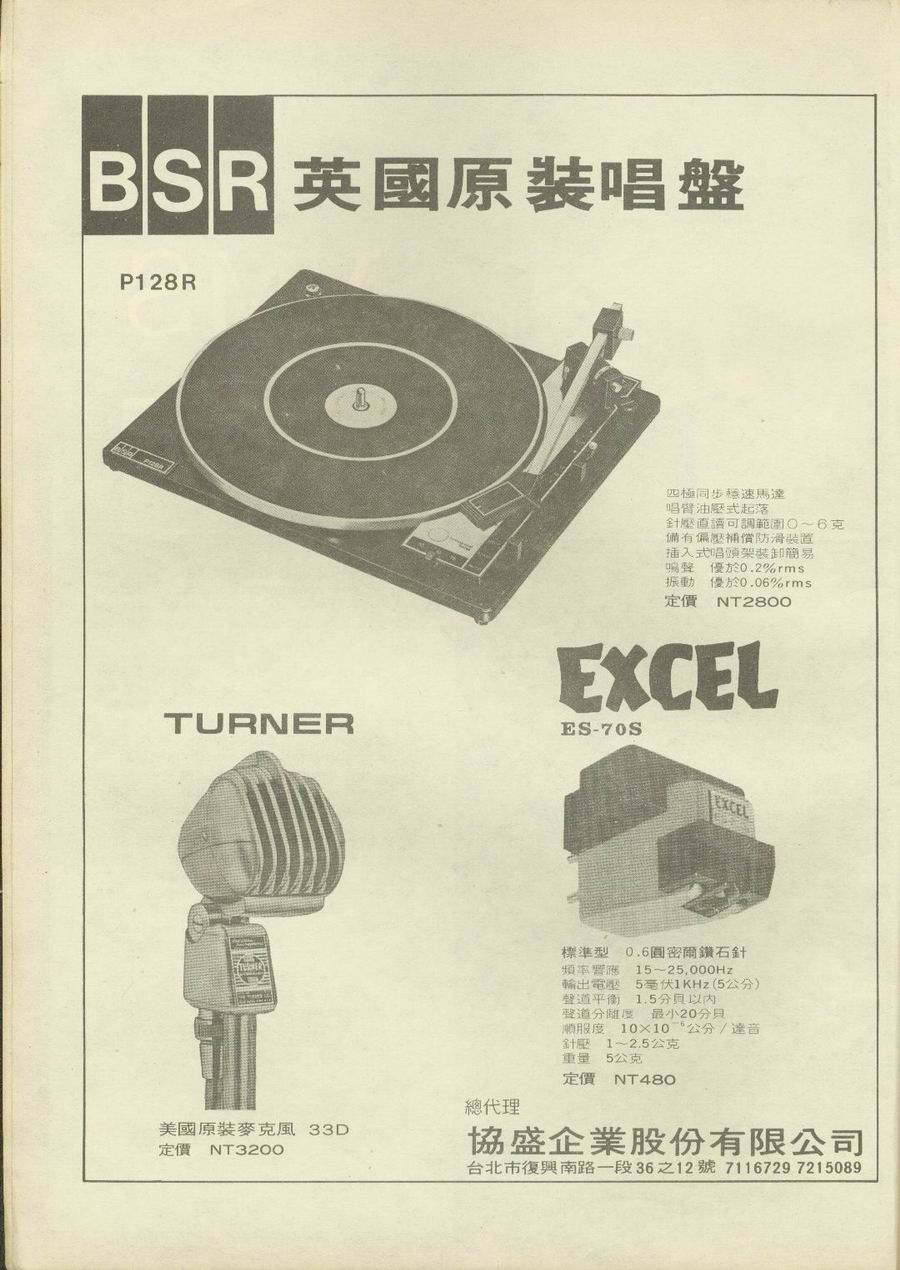 BSR 英國原裝唱盤
P128R
BSR P128R
四極同步穩速馬達
唱臂油壓式起落
針壓直讀可調範圍0～6克
備有偏壓補償防滑裝置
插入式唱頭架裝卸簡易
鳴聲 優於0.2%rms
振動 優於0.06%rms
定價 NT2800
TURNER
TURNER
美國原裝麥克風 33D
定價 NT3200
EXCEL
ES-70S
EXCEL
標準型 0.6圓密爾鑽石針
頻率響應 15～25,000Hz
輸出電壓 5毫伏1KHz(5公分)
聲道平衡 1.5分貝以內
聲道分離度 最小20分貝
順服度 10×10⁻⁶公分/達音
針壓 1～2.5公克
重量 5公克
定價 NT480
總代理
協盛企業股份有限公司
台北市復興南路一段36之12號 7116729 7215089